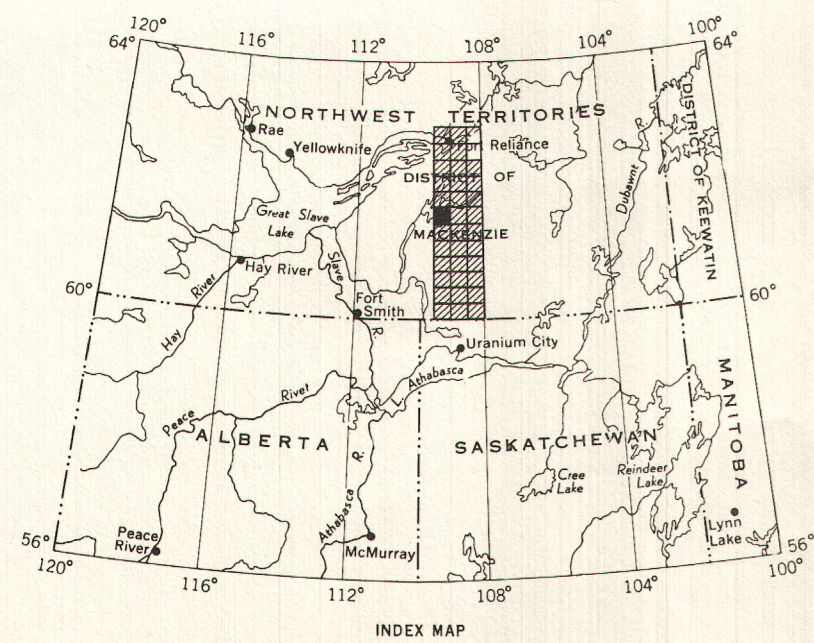 120°
116°
112°
108°
104°
100°
64°
64°
NORTHWEST TERRITORIES
Rae
Yellowknife
Fort Reliance
DISTRICT OF
MACKENZIE
DISTRICT OF KEEWATIN
Dubawnt R.
Great Slave
Lake
Slave
R.
Hay River
Hay River
Fort
Smith
60°
60°
Uranium City
L. Athabasca
Peace River
ALBERTA
SASKATCHEWAN
MANITOBA
Cree
Lake
Reindeer
Lake
Athabasca R.
Peace
River
McMurray
Lynn
Lake
56°
56°
120°
116°
112°
108°
104°
100°
INDEX MAP